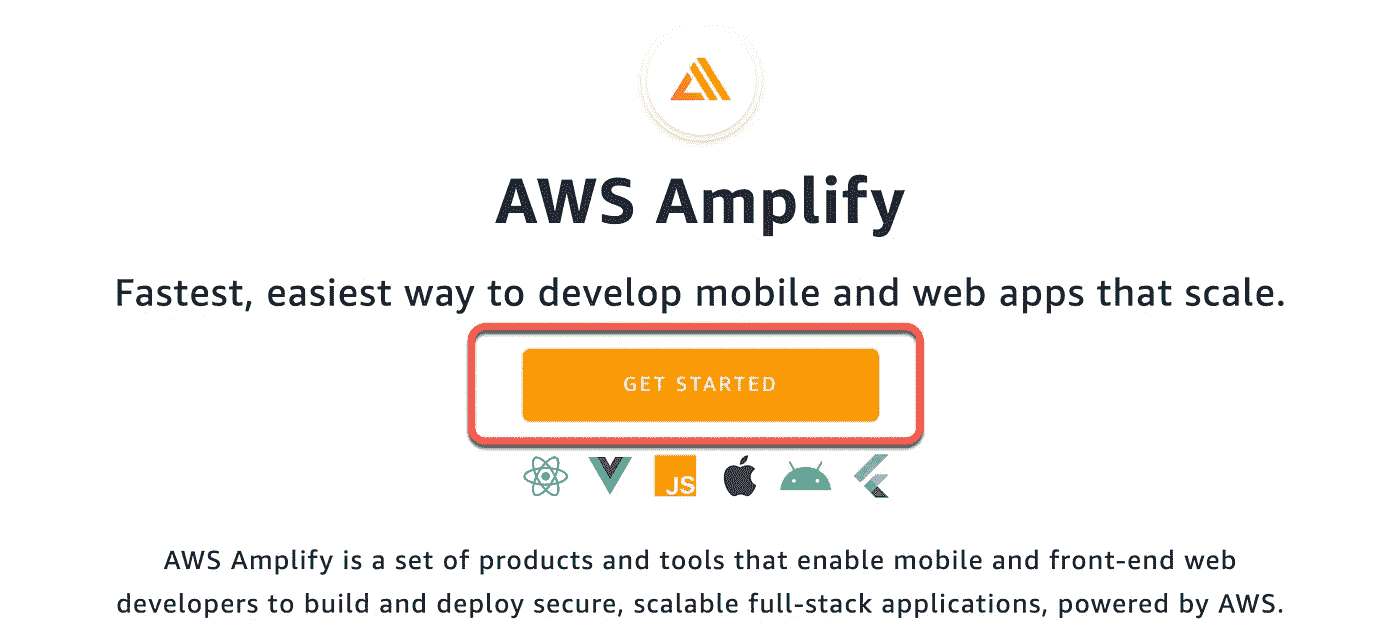 AWS Amplify
Fastest, easiest way to develop mobile and web apps that scale.
GET STARTED
JS
AWS Amplify is a set of products and tools that enable mobile and front-end web
developers to build and deploy secure, scalable full-stack applications, powered by AWS.